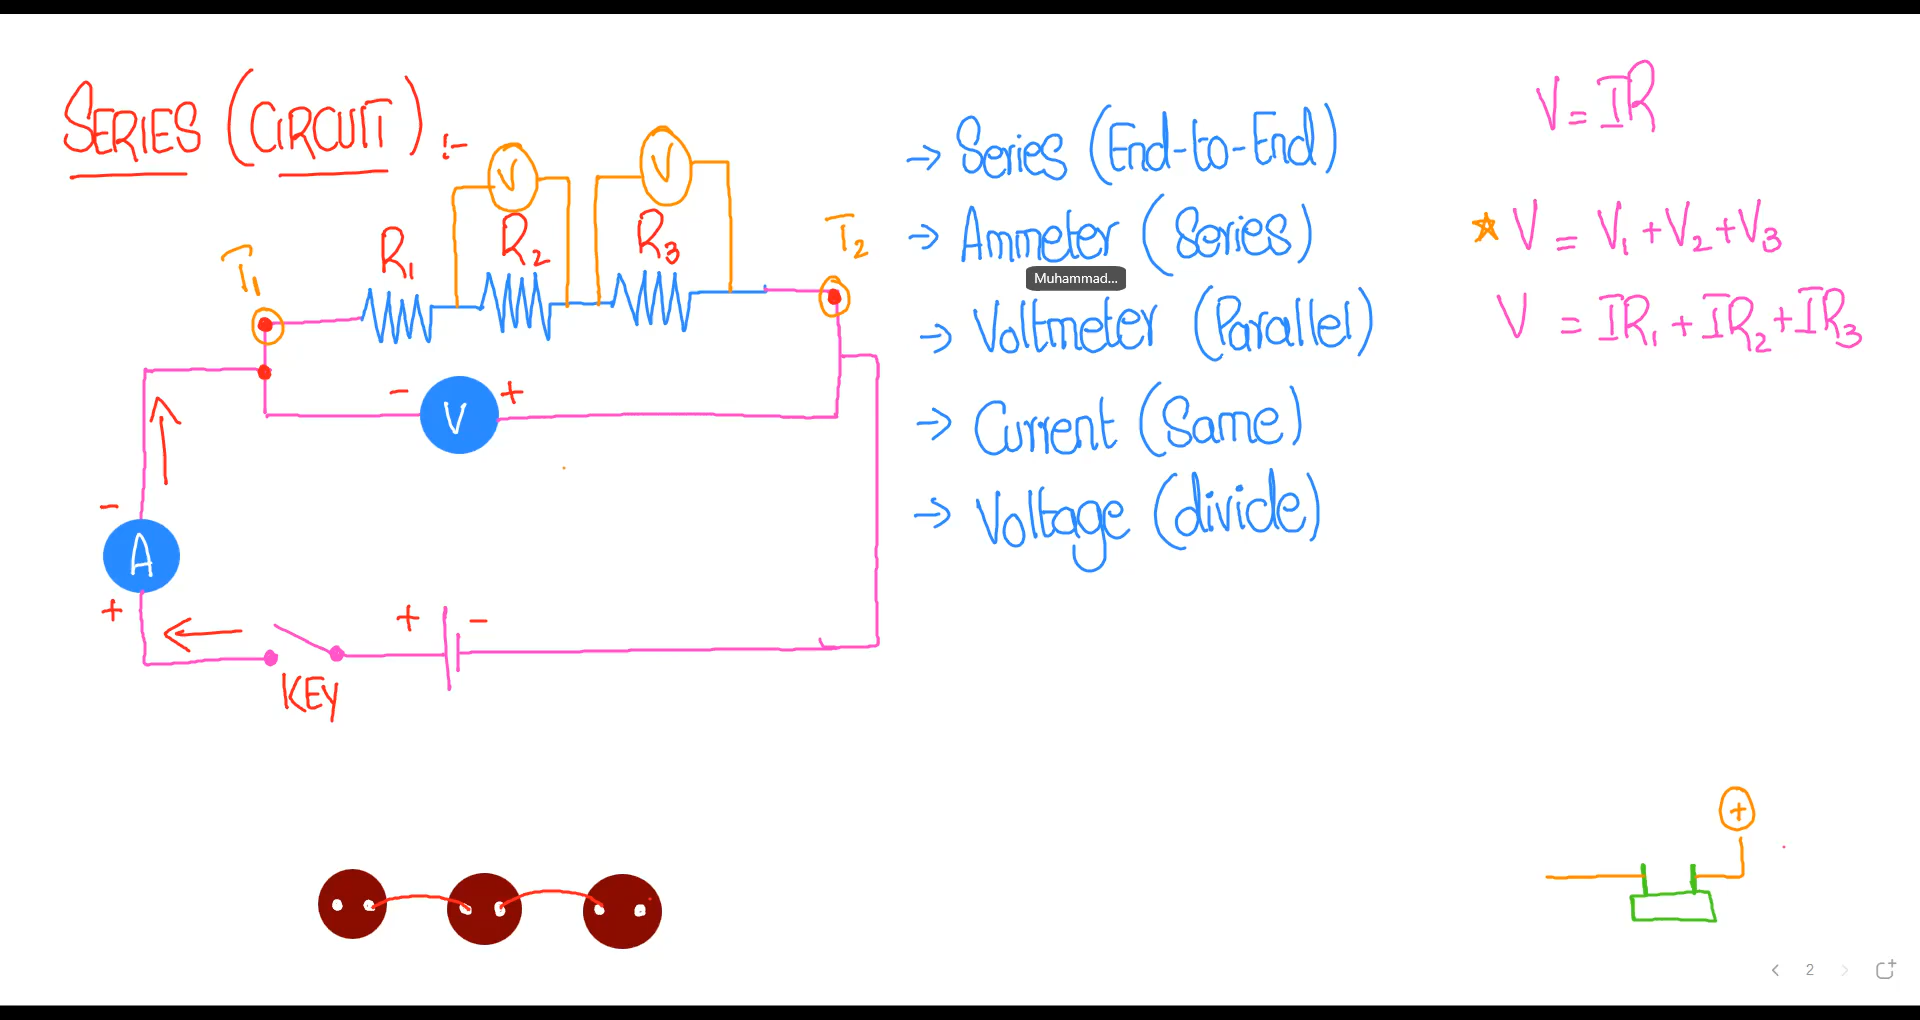 SERIES (CIRCUIT) :-
V V
R1 R2 R3
T1 T2
- V +
-
A
+
+ -
KEY
→ Series (End-to-End)
→ Ammeter (Series)
Muhammad...
→ Voltmeter (Parallel)
→ Current (Same)
→ Voltage (divide)
V = IR
☆ V = V1 + V2 + V3
V = IR1 + IR2 + IR3
+
2